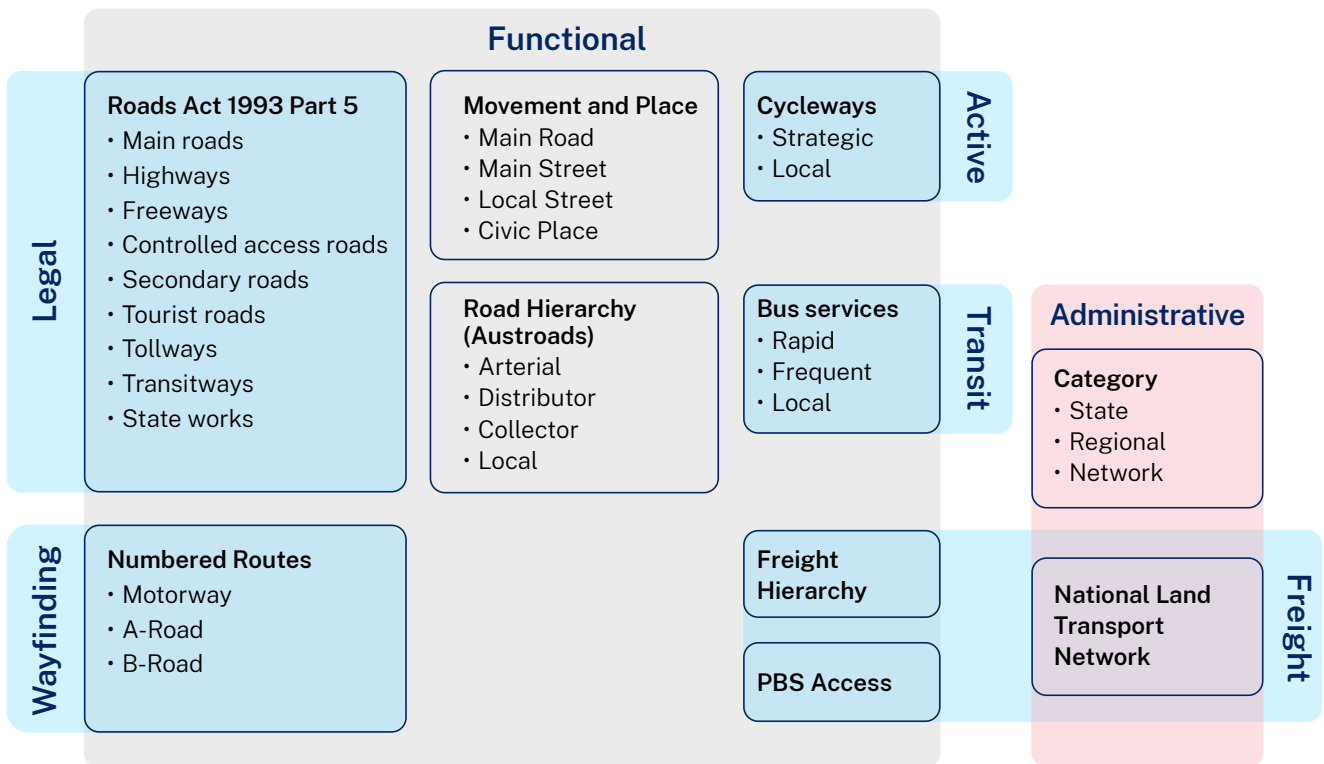 Functional
Legal
Roads Act 1993 Part 5
• Main roads
• Highways
• Freeways
• Controlled access roads
• Secondary roads
• Tourist roads
• Tollways
• Transitways
• State works
Movement and Place
• Main Road
• Main Street
• Local Street
• Civic Place
Cycleways
• Strategic
• Local
Active
Road Hierarchy
(Austroads)
• Arterial
• Distributor
• Collector
• Local
Bus services
• Rapid
• Frequent
• Local
Transit
Administrative
Category
• State
• Regional
• Network
Wayfinding
Numbered Routes
• Motorway
• A-Road
• B-Road
Freight
Hierarchy
PBS Access
National Land
Transport
Network
Freight